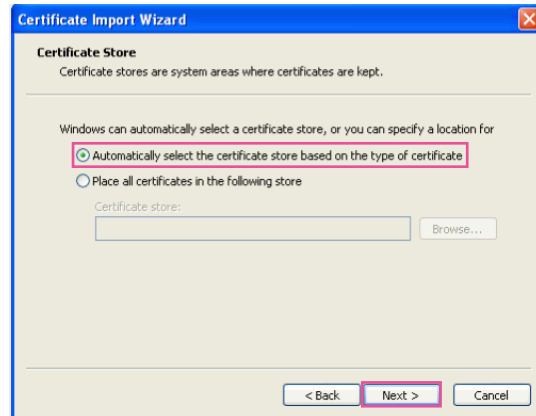 Certificate Import Wizard
Certificate Store
Certificate stores are system areas where certificates are kept.
Windows can automatically select a certificate store, or you can specify a location for
Automatically select the certificate store based on the type of certificate
Place all certificates in the following store
Certificate store:
Browse...
< Back Next > Cancel